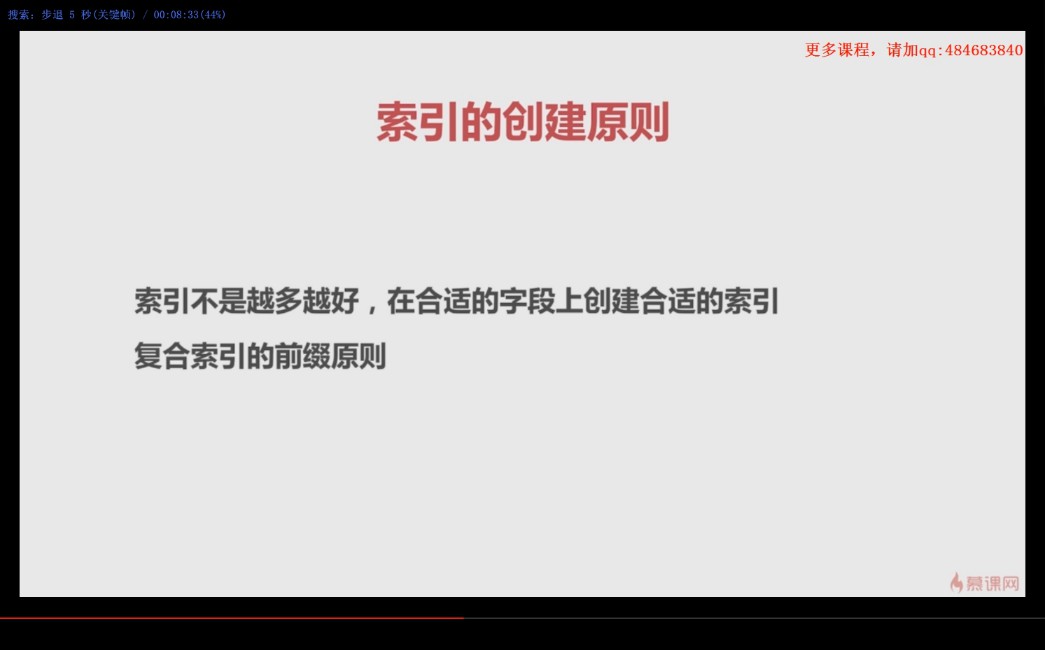 搜索: 步退 5 秒(关键帧) / 00:08:33(44%)
更多课程，请加qq:484683840
索引的创建原则
索引不是越多越好，在合适的字段上创建合适的索引
复合索引的前缀原则
慕课网